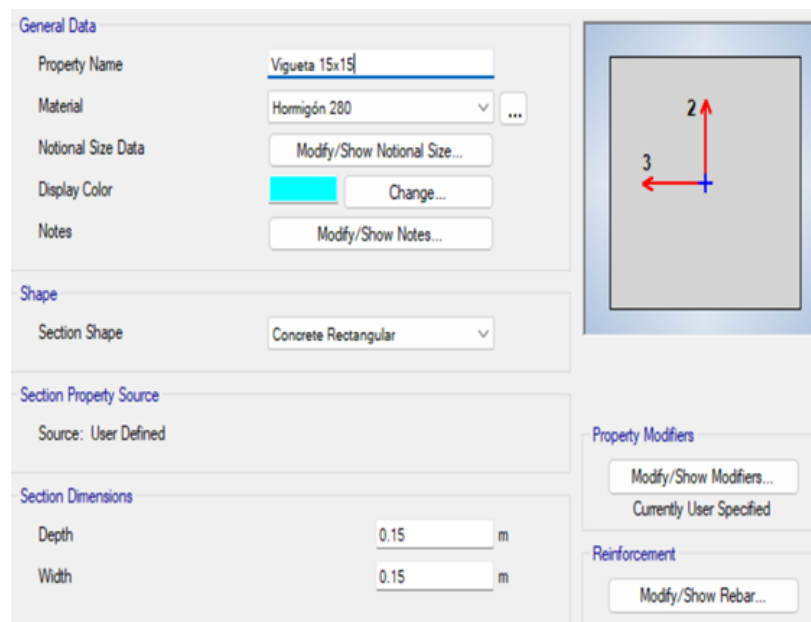 General Data
Property Name Vigueta 15x15
Material Hormigón 280 ...
Notional Size Data Modify/Show Notional Size...
Display Color Change...
Notes Modify/Show Notes...
2
3
Shape
Section Shape Concrete Rectangular
Section Property Source
Source: User Defined
Property Modifiers
Modify/Show Modifiers...
Currently User Specified
Section Dimensions
Depth 0.15 m
Width 0.15 m
Reinforcement
Modify/Show Rebar...